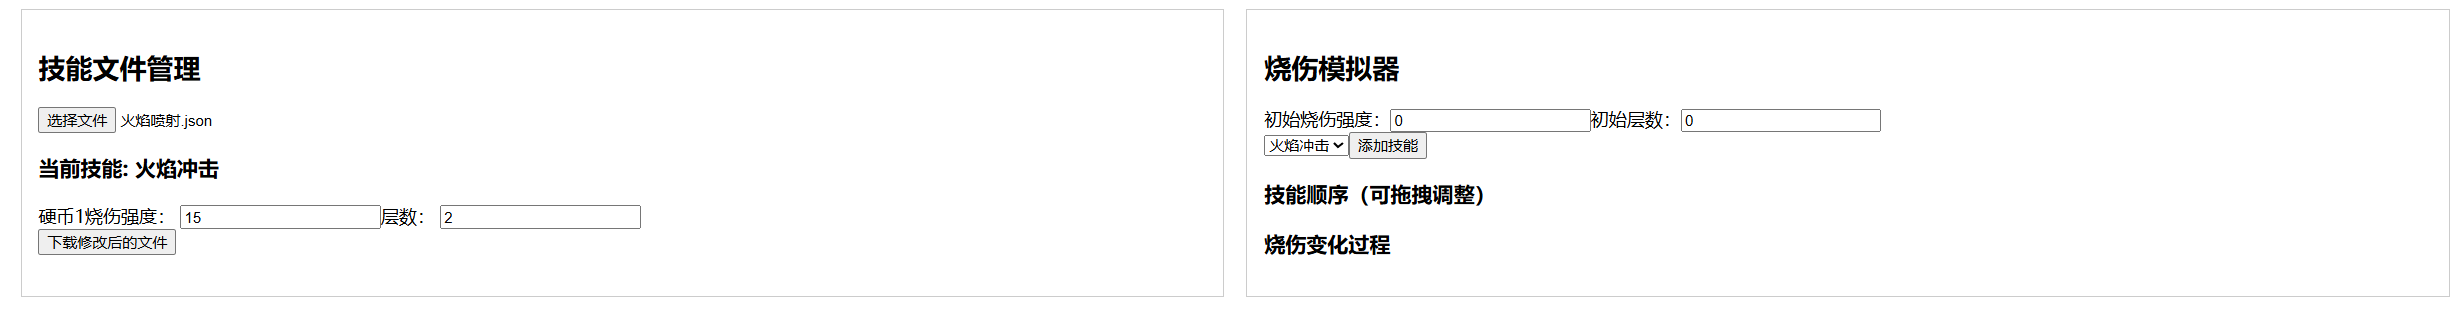 技能文件管理
选择文件 火焰喷射.json
当前技能: 火焰冲击
硬币1烧伤强度： 15 层数： 2
下载修改后的文件
烧伤模拟器
初始烧伤强度： 0 初始层数： 0
火焰冲击 添加技能
技能顺序（可拖拽调整）
烧伤变化过程